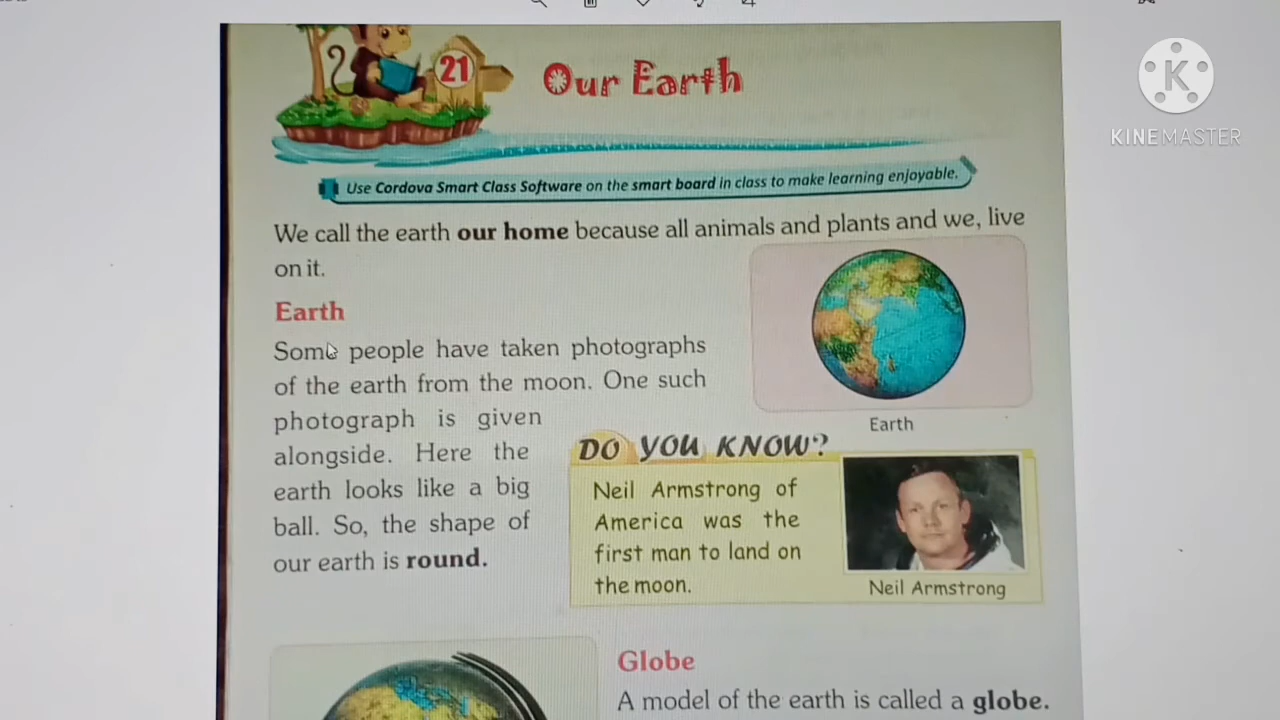 21
Our Earth
KINEMASTER
Use Cordova Smart Class Software on the smart board in class to make learning enjoyable.
We call the earth our home because all animals and plants and we, live
on it.
Earth
Some people have taken photographs
of the earth from the moon. One such
photograph is given
alongside. Here the
earth looks like a big
ball. So, the shape of
our earth is round.
Earth
DO YOU KNOW?
Neil Armstrong of
America was the
first man to land on
the moon.
Neil Armstrong
Globe
A model of the earth is called a globe.